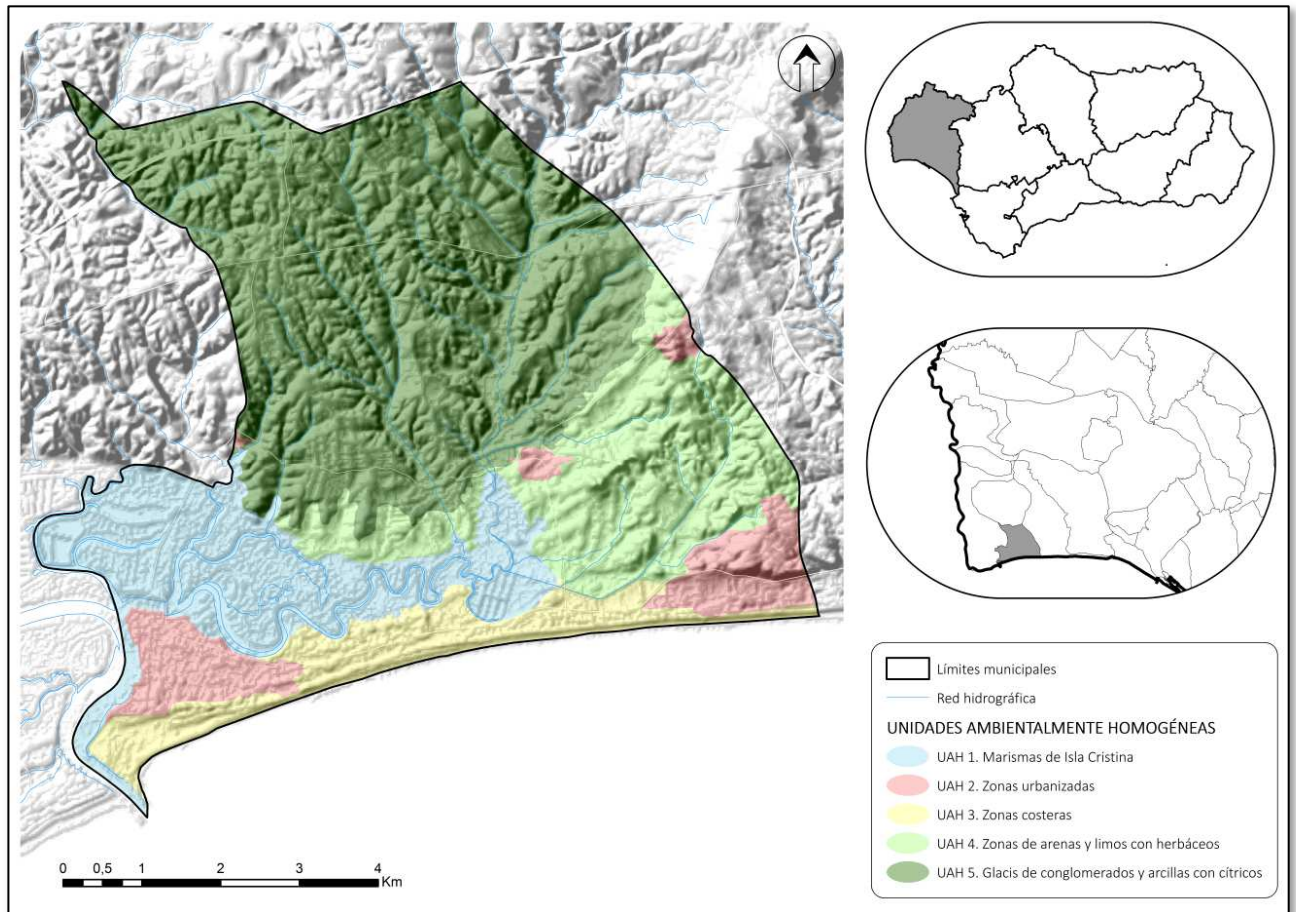 0 0,5 1 2 3 4
Km
Límites municipales
Red hidrográfica
UNIDADES AMBIENTALMENTE HOMOGÉNEAS
UAH 1. Marismas de Isla Cristina
UAH 2. Zonas urbanizadas
UAH 3. Zonas costeras
UAH 4. Zonas de arenas y limos con herbáceos
UAH 5. Glacis de conglomerados y arcillas con cítricos